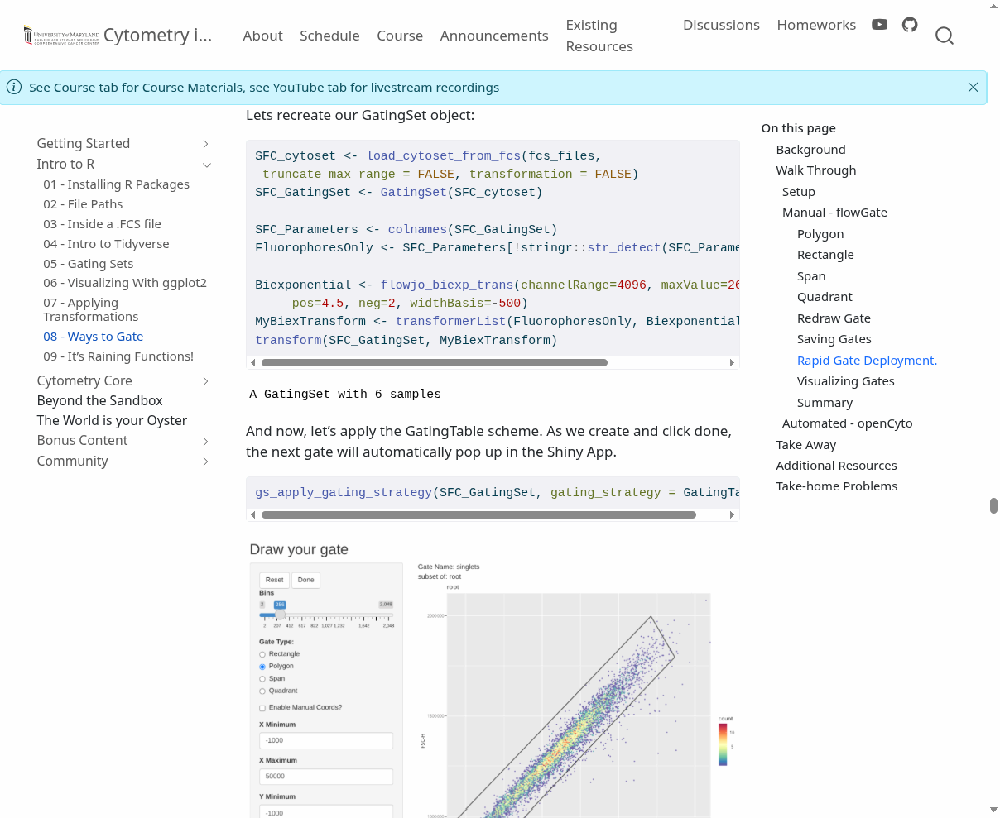 UNIVERSITY of MARYLAND
Cytometry i...
About
Schedule
Course
Announcements
Existing
Resources
Discussions
Homeworks
See Course tab for Course Materials, see YouTube tab for livestream recordings
Getting Started
Intro to R
01 - Installing R Packages
02 - File Paths
03 - Inside a .FCS file
04 - Intro to Tidyverse
05 - Gating Sets
06 - Visualizing With ggplot2
07 - Applying
Transformations
08 - Ways to Gate
09 - It’s Raining Functions!
Cytometry Core
Beyond the Sandbox
The World is your Oyster
Bonus Content
Community
Lets recreate our GatingSet object:
SFC_cytoset <- load_cytoset_from_fcs(fcs_files,
truncate_max_range = FALSE, transformation = FALSE)
SFC_GatingSet <- GatingSet(SFC_cytoset)
SFC_Parameters <- colnames(SFC_GatingSet)
FluorophoresOnly <- SFC_Parameters[!stringr::str_detect(SFC_Parame
Biexponential <- flowjo_biexp_trans(channelRange=4096, maxValue=26
pos=4.5, neg=2, widthBasis=-500)
MyBiexTransform <- transformerList(FluorophoresOnly, Biexponential
transform(SFC_GatingSet, MyBiexTransform)
A GatingSet with 6 samples
And now, let’s apply the GatingTable scheme. As we create and click done,
the next gate will automatically pop up in the Shiny App.
gs_apply_gating_strategy(SFC_GatingSet, gating_strategy = GatingTa
Draw your gate
Reset
Done
Bins
2
256
2,048
2 207 412 617 822 1,027 1,232 1,642 2,048
Gate Type:
Rectangle
Polygon
Span
Quadrant
Enable Manual Coords?
X Minimum
-1000
X Maximum
50000
Y Minimum
-1000
Gate Name: singlets
subset of: root
root
2000000
1500000
1000000
FSC-H
count
10
5
On this page
Background
Walk Through
Setup
Manual - flowGate
Polygon
Rectangle
Span
Quadrant
Redraw Gate
Saving Gates
Rapid Gate Deployment.
Visualizing Gates
Summary
Automated - openCyto
Take Away
Additional Resources
Take-home Problems